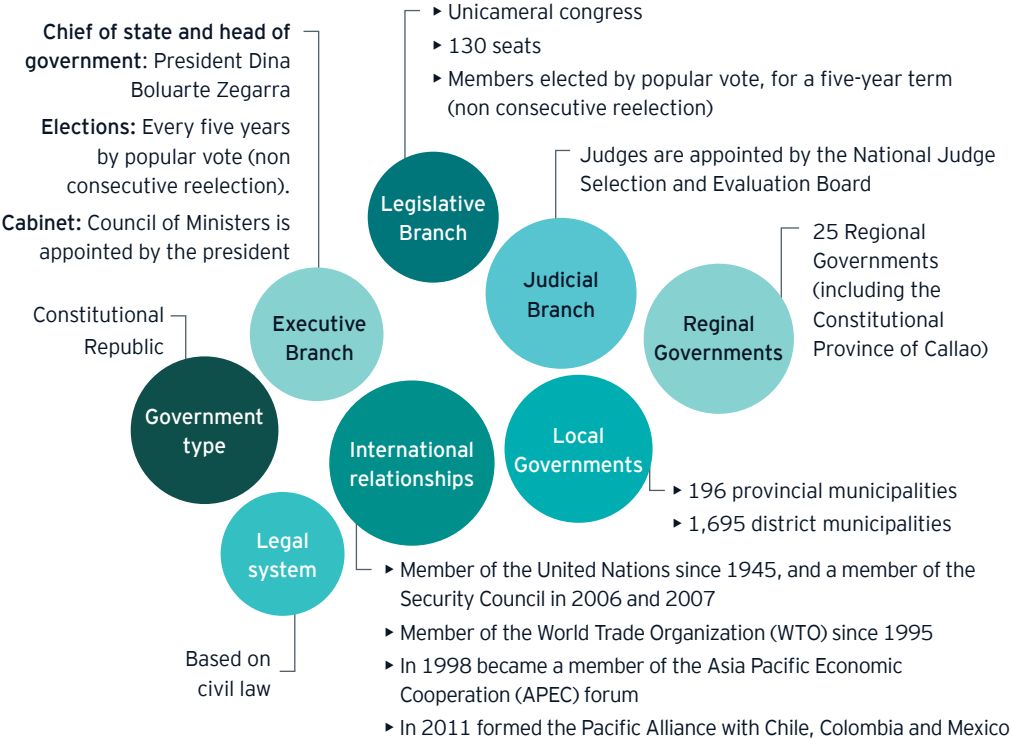 Chief of state and head of
government: President Dina
Boluarte Zegarra
Elections: Every five years
by popular vote (non
consecutive reelection).
Cabinet: Council of Ministers is
appointed by the president
Executive
Branch
▸ Unicameral congress
▸ 130 seats
▸ Members elected by popular vote, for a five-year term
(non consecutive reelection)
Legislative
Branch
Judges are appointed by the National Judge
Selection and Evaluation Board
Judicial
Branch
25 Regional
Governments
(including the
Constitutional
Province of Callao)
Reginal
Governments
Constitutional
Republic
Government
type
International
relationships
▸ Member of the United Nations since 1945, and a member of the
Security Council in 2006 and 2007
▸ Member of the World Trade Organization (WTO) since 1995
▸ In 1998 became a member of the Asia Pacific Economic
Cooperation (APEC) forum
▸ In 2011 formed the Pacific Alliance with Chile, Colombia and Mexico
Local
Governments
▸ 196 provincial municipalities
▸ 1,695 district municipalities
Legal
system
Based on
civil law